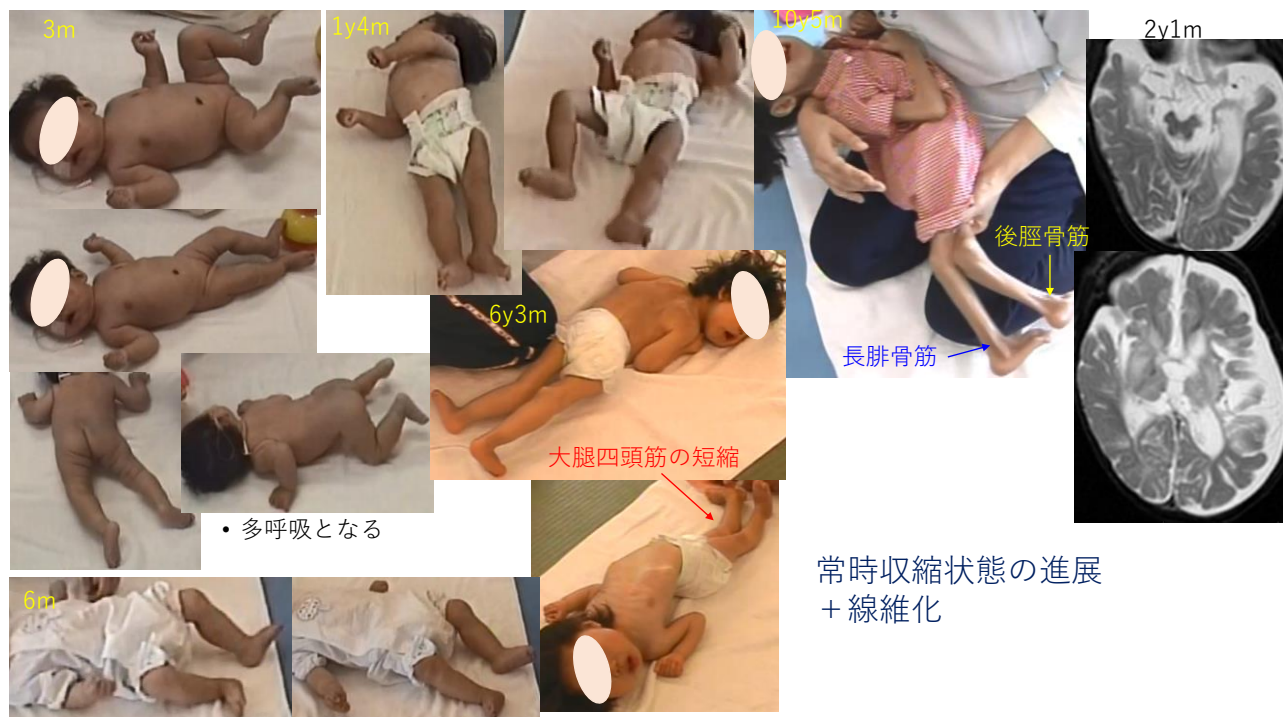 3m
1y4m
10y5m
2y1m
後脛骨筋
6y3m
長腓骨筋
大腿四頭筋の短縮
• 多呼吸となる
常時収縮状態の進展
＋線維化
6m